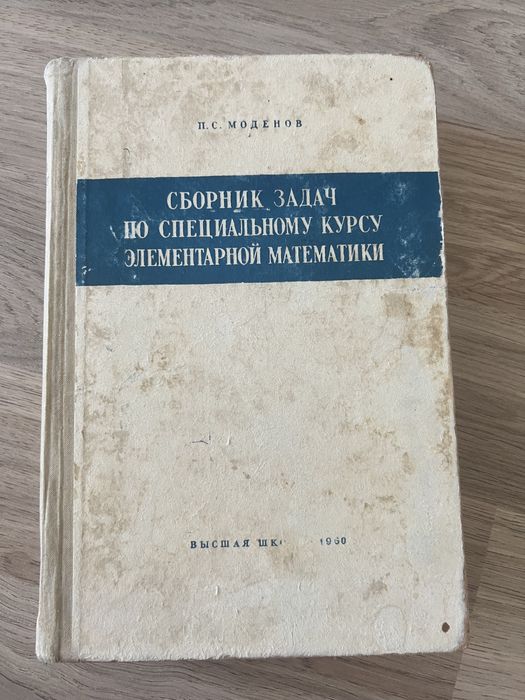 П.С. МОДЕНОВ
СБОРНИК ЗАДАЧ
ПО СПЕЦИАЛЬНОМУ КУРСУ
ЭЛЕМЕНТАРНОЙ МАТЕМАТИКИ
ВЫСШАЯ 1960